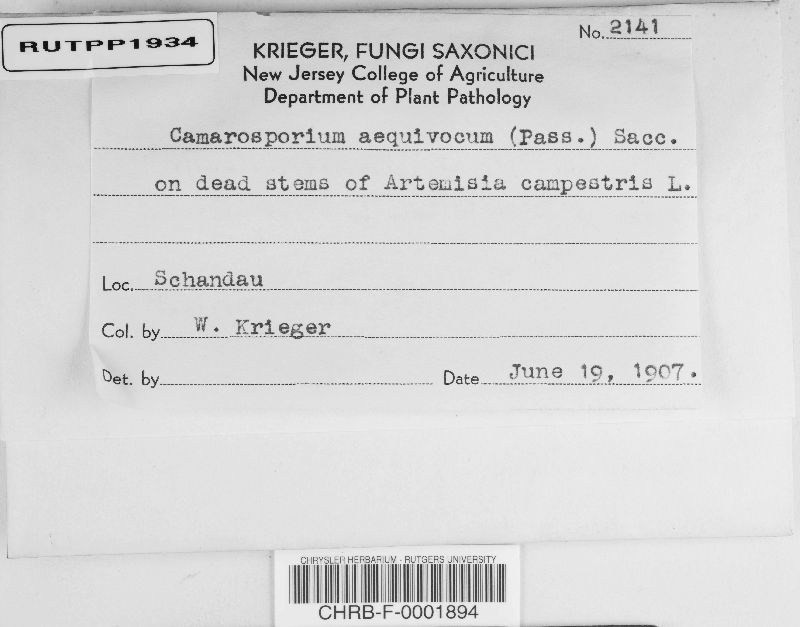 RUTPP1934
No. 2141
KRIEGER, FUNGI SAXONICI
New Jersey College of Agriculture
Department of Plant Pathology
Camarosporium aequivocum (Pass.) Sacc.
on dead stems of Artemisia campestris L.
Loc. Schandau
Col. by W. Krieger
Det. by Date June 19, 1907.
CHRYSLER HERBARIUM - RUTGERS UNIVERSITY
CHRB-F-0001894